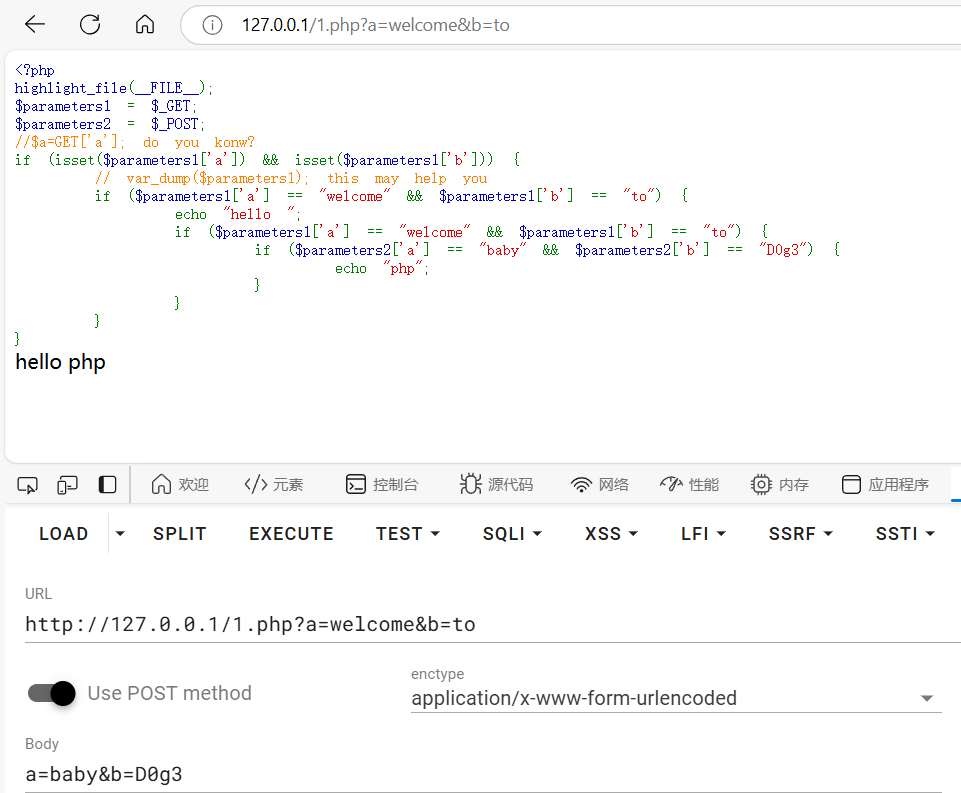 127.0.0.1/1.php?a=welcome&b=to
<?php
highlight_file(__FILE__);
$parameters1 = $_GET;
$parameters2 = $_POST;
//$a=GET['a']; do you konw?
if (isset($parameters1['a']) && isset($parameters1['b'])) {
// var_dump($parameters1); this may help you
if ($parameters1['a'] == "welcome" && $parameters1['b'] == "to") {
echo "hello ";
if ($parameters1['a'] == "welcome" && $parameters1['b'] == "to") {
if ($parameters2['a'] == "baby" && $parameters2['b'] == "D0g3") {
echo "php";
}
}
}
}
hello php
欢迎 元素 控制台 源代码 网络 性能 内存 应用程序
LOAD SPLIT EXECUTE TEST SQLI XSS LFI SSRF SSTI
URL
http://127.0.0.1/1.php?a=welcome&b=to
Use POST method
enctype
application/x-www-form-urlencoded
Body
a=baby&b=D0g3